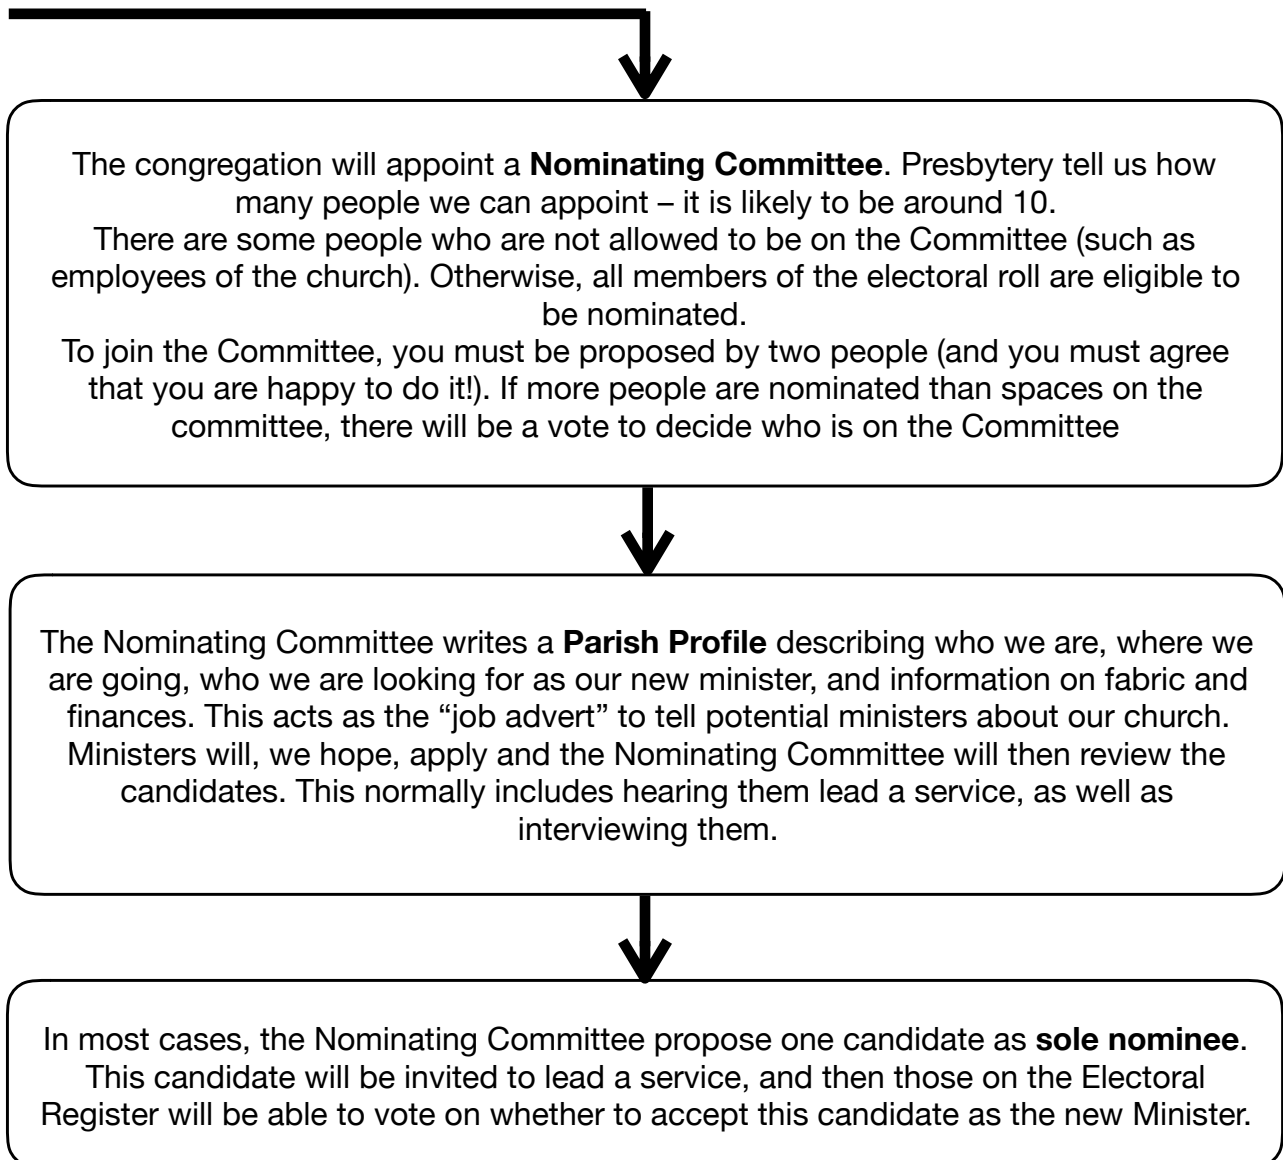 The congregation will appoint a Nominating Committee. Presbytery tell us how
many people we can appoint – it is likely to be around 10.
There are some people who are not allowed to be on the Committee (such as
employees of the church). Otherwise, all members of the electoral roll are eligible to
be nominated.
To join the Committee, you must be proposed by two people (and you must agree
that you are happy to do it!). If more people are nominated than spaces on the
committee, there will be a vote to decide who is on the Committee
The Nominating Committee writes a Parish Profile describing who we are, where we
are going, who we are looking for as our new minister, and information on fabric and
finances. This acts as the “job advert” to tell potential ministers about our church.
Ministers will, we hope, apply and the Nominating Committee will then review the
candidates. This normally includes hearing them lead a service, as well as
interviewing them.
In most cases, the Nominating Committee propose one candidate as sole nominee.
This candidate will be invited to lead a service, and then those on the Electoral
Register will be able to vote on whether to accept this candidate as the new Minister.